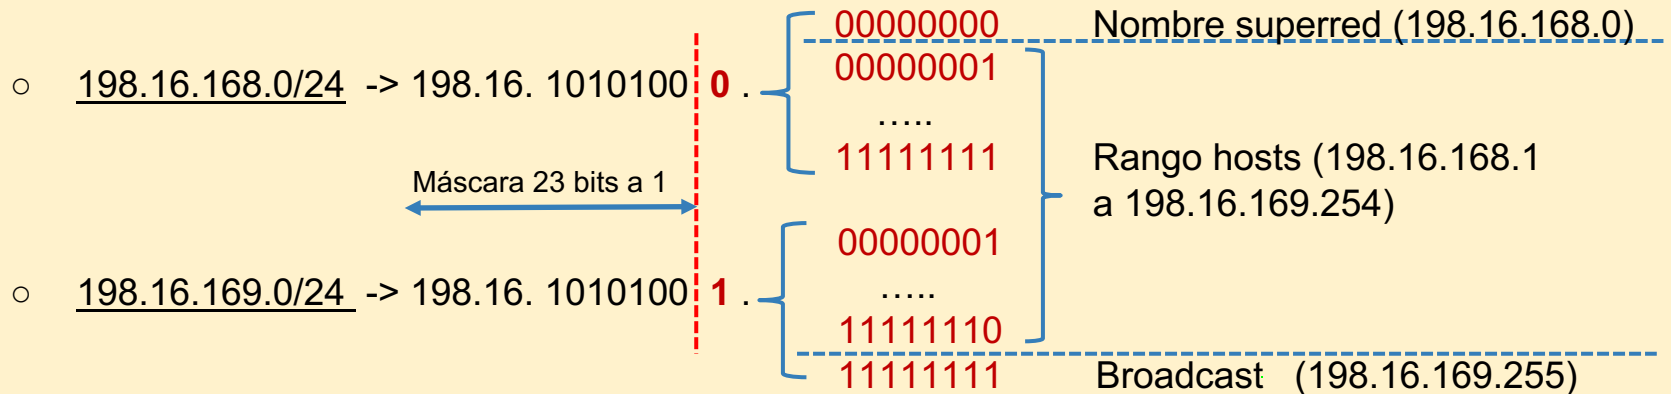 00000000 Nombre superred (198.16.168.0)
00000001
○ 198.16.168.0/24 -> 198.16. 1010100 0 .
…..
11111111 Rango hosts (198.16.168.1
Máscara 23 bits a 1
a 198.16.169.254)
00000001
○ 198.16.169.0/24 -> 198.16. 1010100 1 .
…..
11111110
11111111 Broadcast (198.16.169.255)